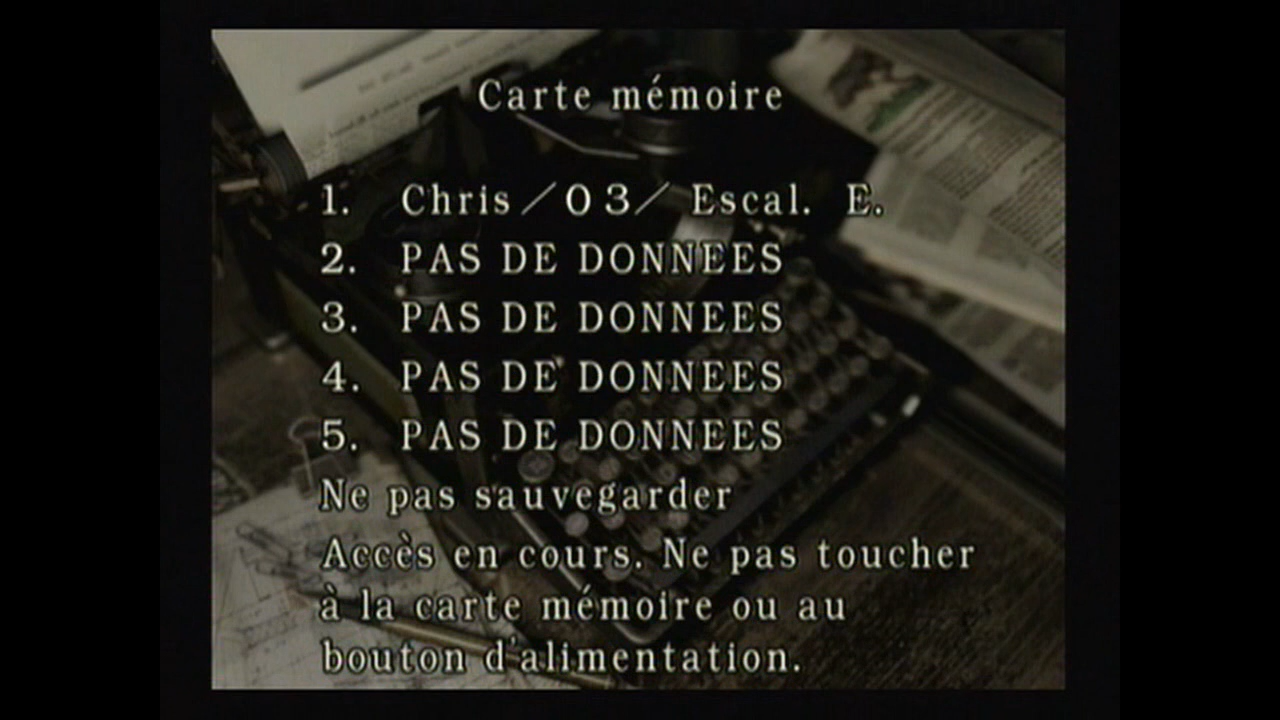 Carte mémoire
1. Chris／03／ Escal. E.
2. PAS DE DONNEES
3. PAS DE DONNEES
4. PAS DE DONNEES
5. PAS DE DONNEES
Ne pas sauvegarder
Accès en cours. Ne pas toucher
à la carte mémoire ou au
bouton d'alimentation.